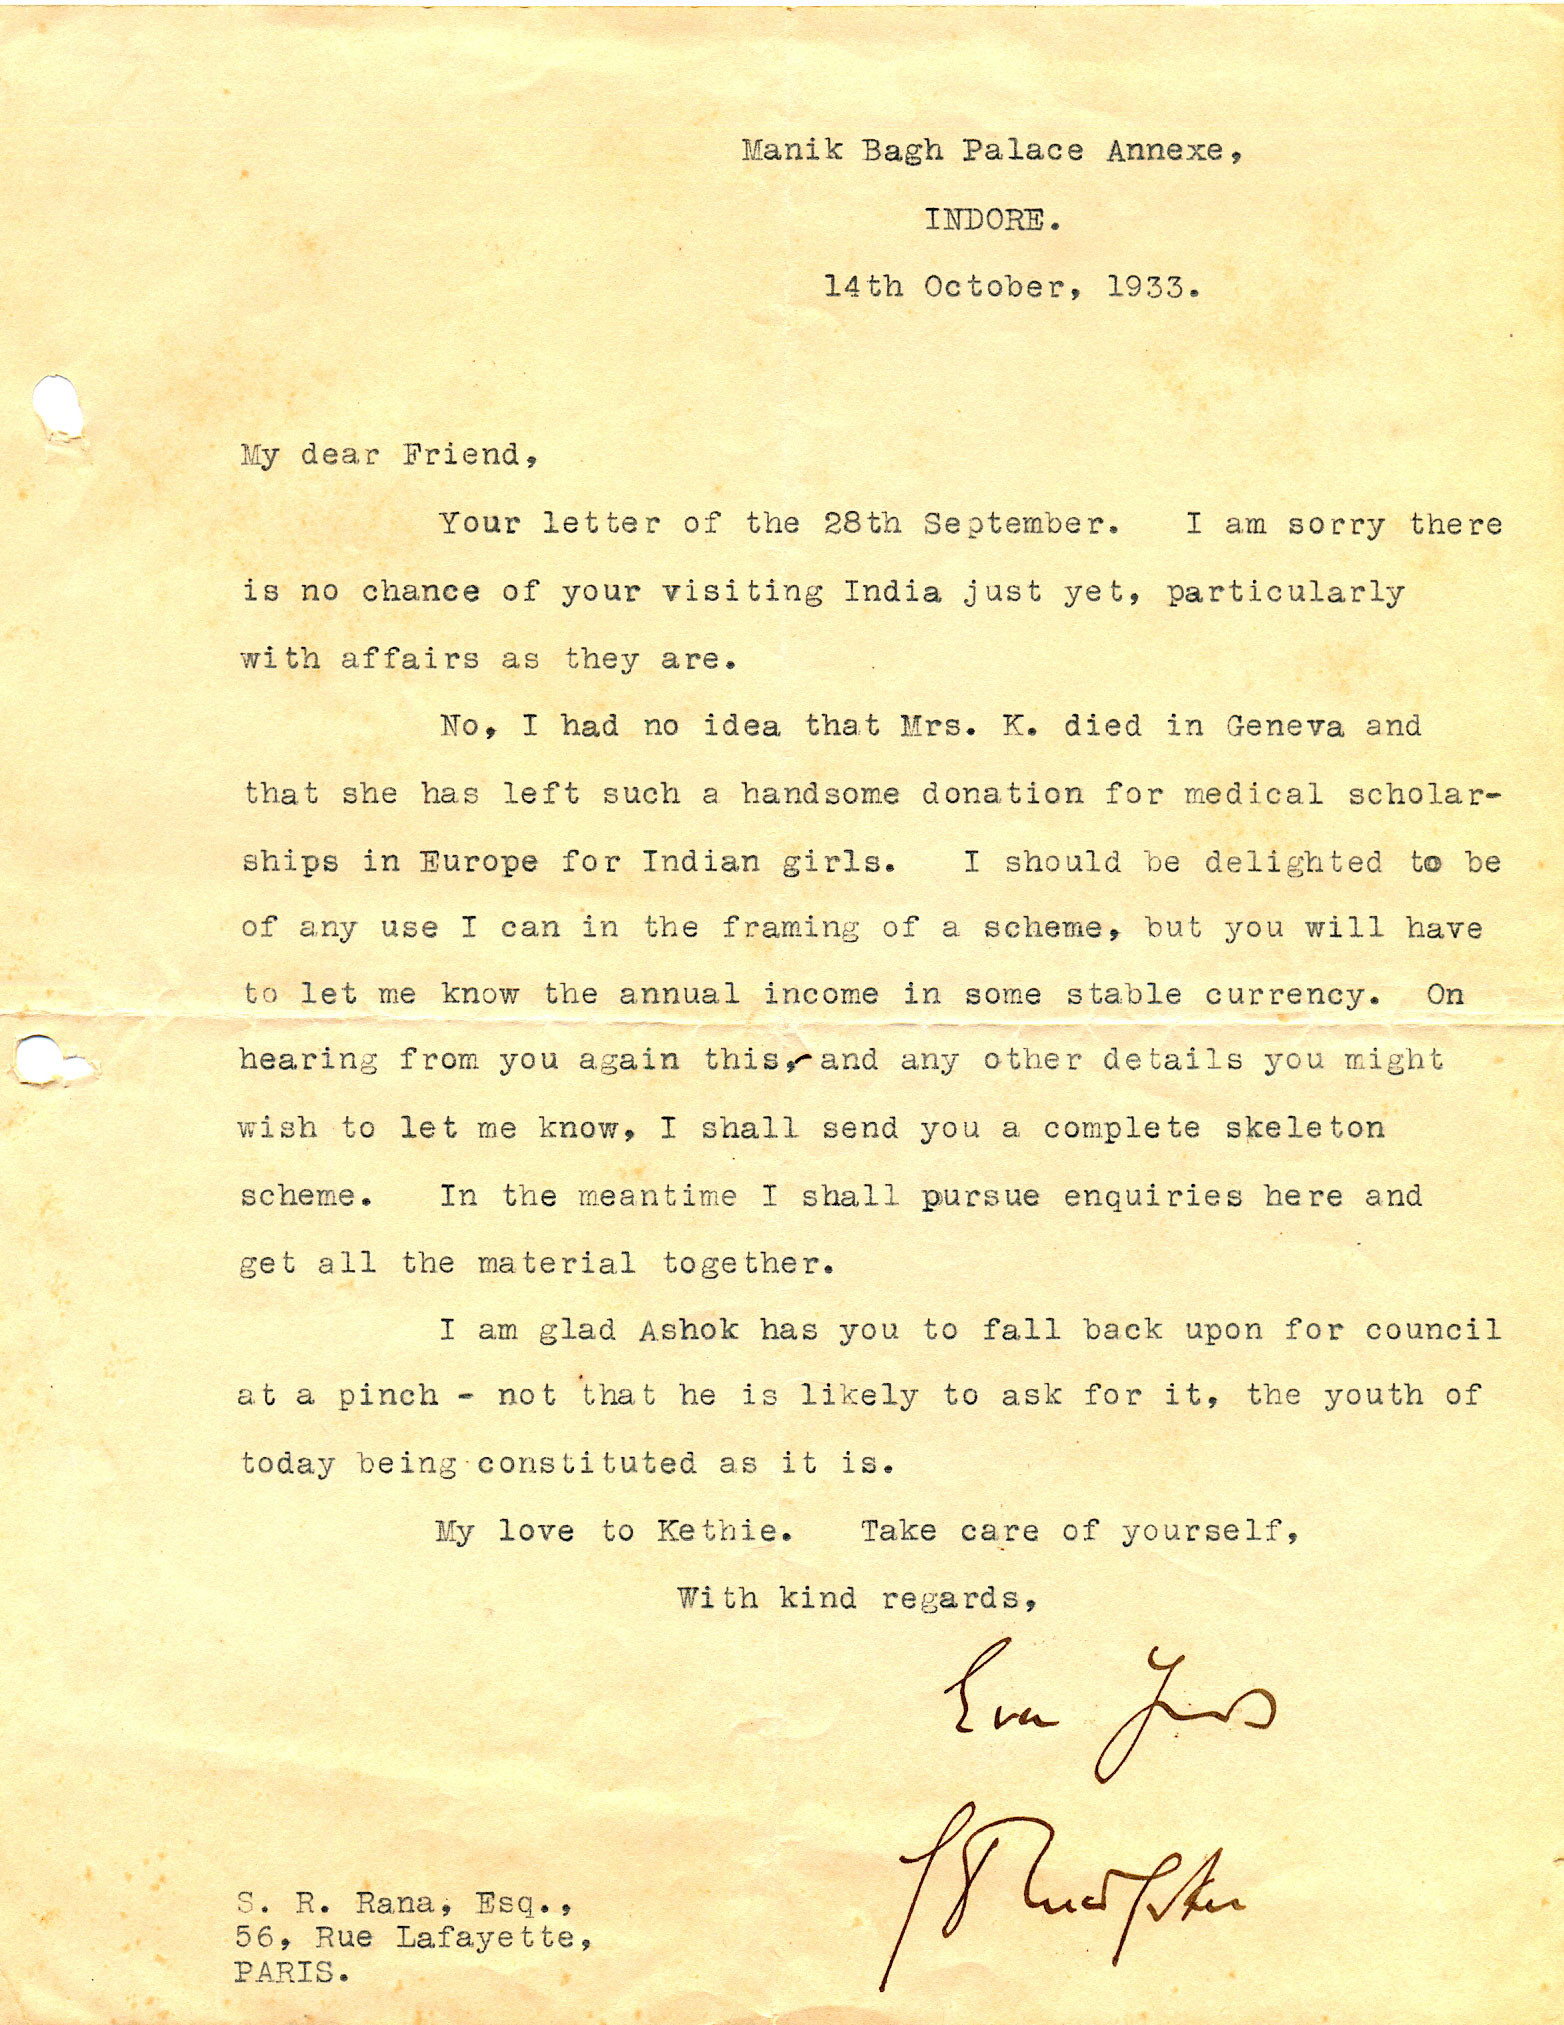 Manik Bagh Palace Annexe,
INDORE.
14th October, 1933.
My dear Friend,
Your letter of the 28th September. I am sorry there
is no chance of your visiting India just yet, particularly
with affairs as they are.
No, I had no idea that Mrs. K. died in Geneva and
that she has left such a handsome donation for medical scholar-
ships in Europe for Indian girls. I should be delighted to be
of any use I can in the framing of a scheme, but you will have
to let me know the annual income in some stable currency. On
hearing from you again this, and any other details you might
wish to let me know, I shall send you a complete skeleton
scheme. In the meantime I shall pursue enquiries here and
get all the material together.
I am glad Ashok has you to fall back upon for council
at a pinch - not that he is likely to ask for it, the youth of
today being constituted as it is.
My love to Kethie. Take care of yourself,
With kind regards,
S. R. Rana, Esq.,
56, Rue Lafayette,
PARIS.